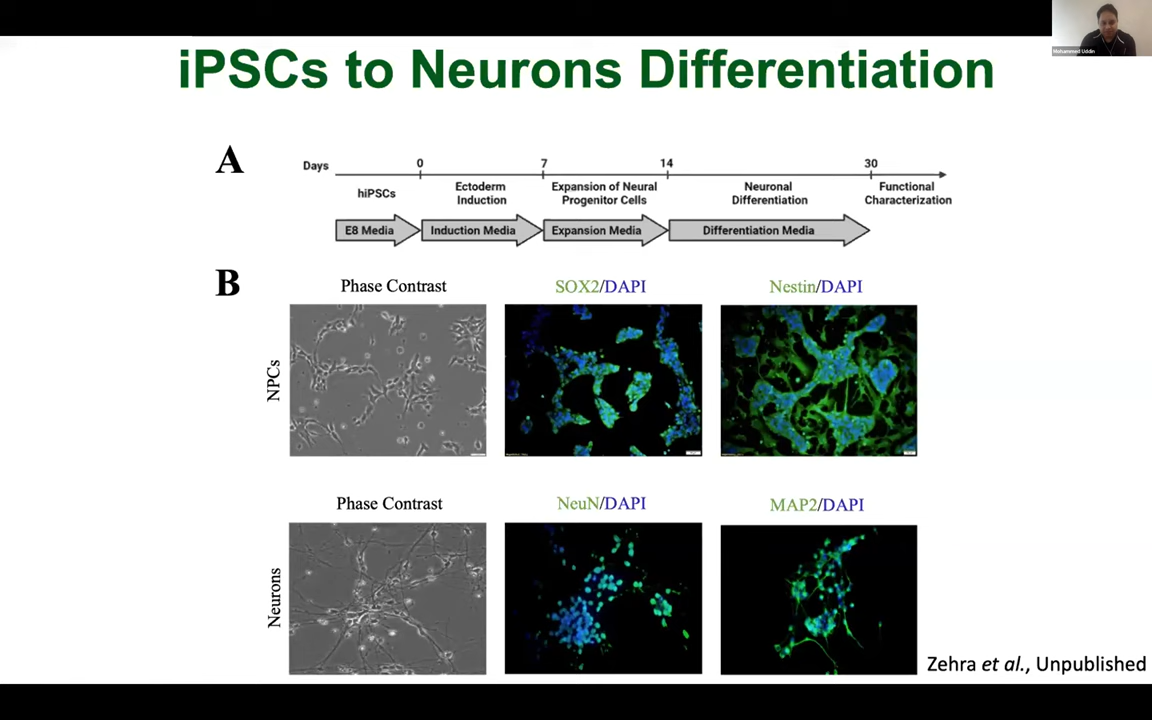 Mohammed Uddin
iPSCs to Neurons Differentiation
A
Days 0 7 14 30
hiPSCs
Ectoderm
Induction
Expansion of Neural
Progenitor Cells
Neuronal
Differentiation
Functional
Characterization
E8 Media
Induction Media
Expansion Media
Differentiation Media
B
Phase Contrast
SOX2/DAPI
Nestin/DAPI
NPCs
Phase Contrast
NeuN/DAPI
MAP2/DAPI
Neurons
Zehra et al., Unpublished